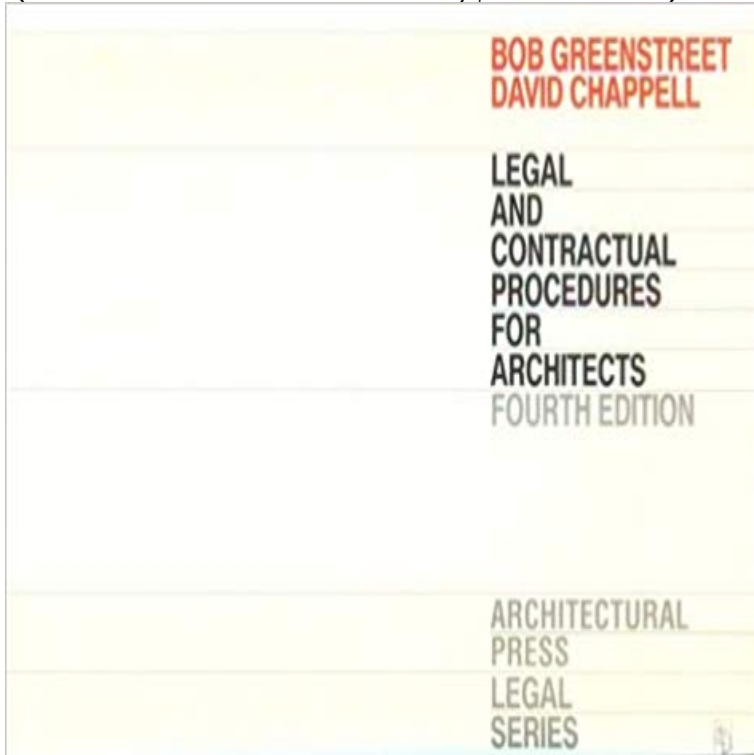 BOB GREENSTREET
DAVID CHAPPELL
LEGAL
AND
CONTRACTUAL
PROCEDURES
FOR
ARCHITECTS
FOURTH EDITION
ARCHITECTURAL
PRESS
LEGAL
SERIES